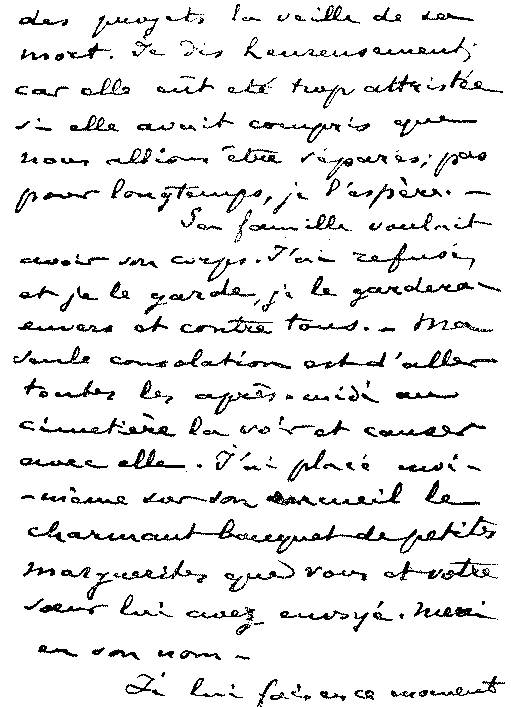 des projets la veille de sa
mort. Je dis heureusement,
car elle eût été trop attristée
si elle avait compris que
nous allions être séparés; pas
pour longtemps, je l'espère. —
Sa famille voulait
avoir son corps. J'ai refusé,
et je le garde, je le garderai
envers et contre tous. — Ma
seule consolation est d'aller
toutes les après-midi au
cimetière la voir et causer
avec elle. J'ai placé moi-
-même sur son cercueil le
charmant bouquet de petites
marguerites que vous et votre
sœur lui avez envoyé. Merci
en son nom —
Je lui fais en ce moment